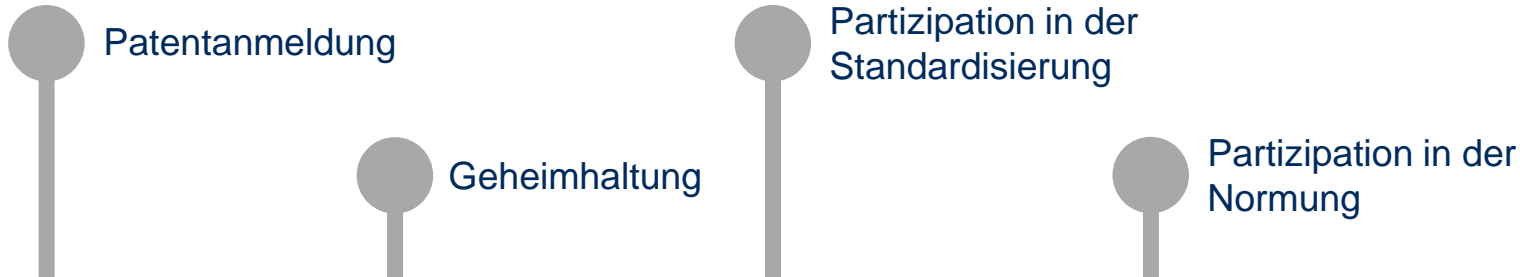 Patentanmeldung
Geheimhaltung
Partizipation in der
Standardisierung
Partizipation in der
Normung